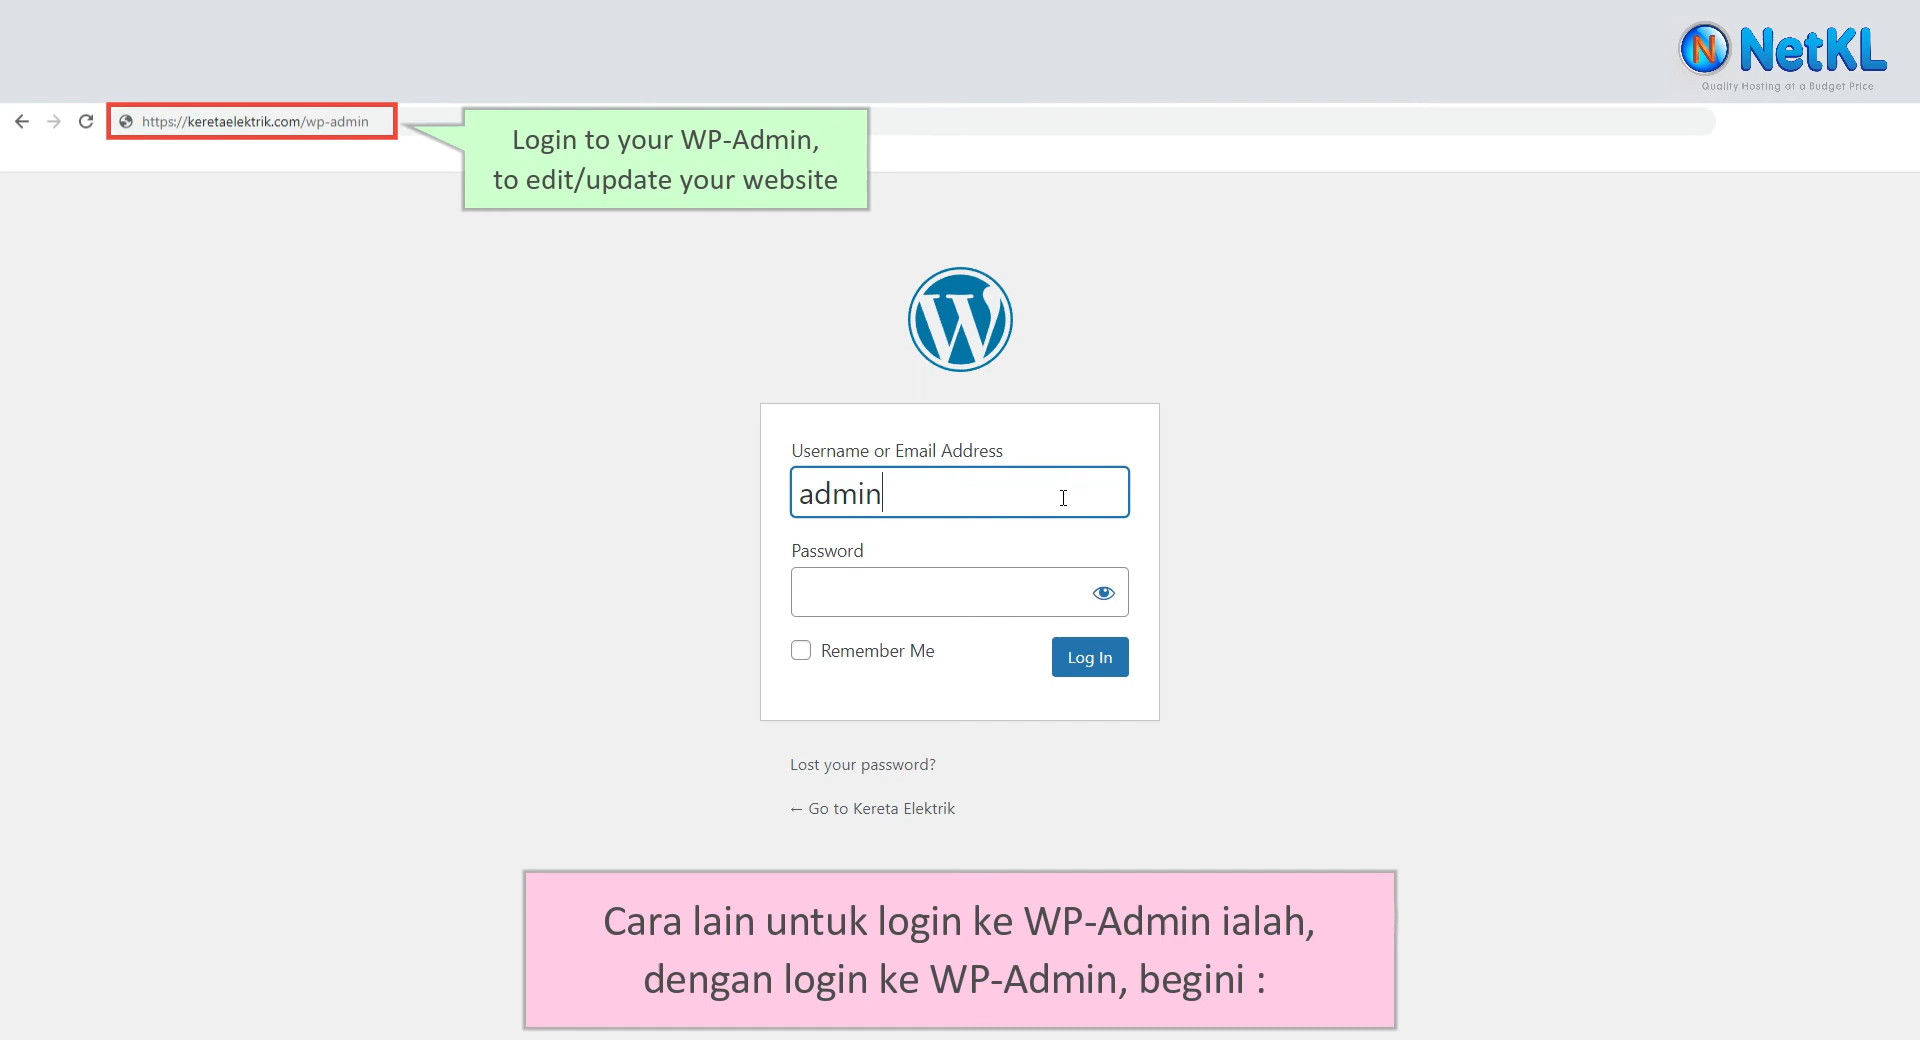 N NetKL
Quality Hosting at a Budget Price
https://keretaelektrik.com/wp-admin
Login to your WP-Admin,
to edit/update your website
W
Username or Email Address
admin
Password
Remember Me
Log In
Lost your password?
← Go to Kereta Elektrik
Cara lain untuk login ke WP-Admin ialah,
dengan login ke WP-Admin, begini :